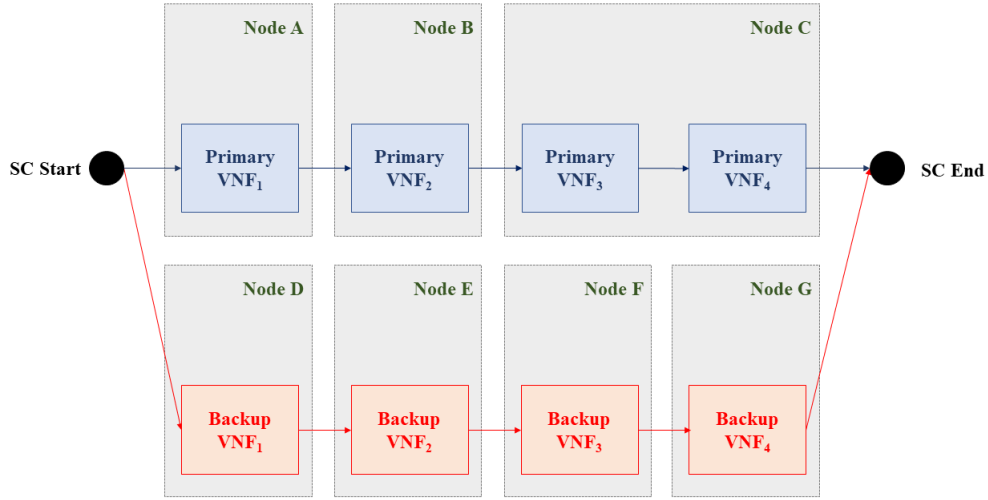 Node A
Node B
Node C
SC Start
Primary
VNF₁
Primary
VNF₂
Primary
VNF₃
Primary
VNF₄
SC End
Node D
Node E
Node F
Node G
Backup
VNF₁
Backup
VNF₂
Backup
VNF₃
Backup
VNF₄